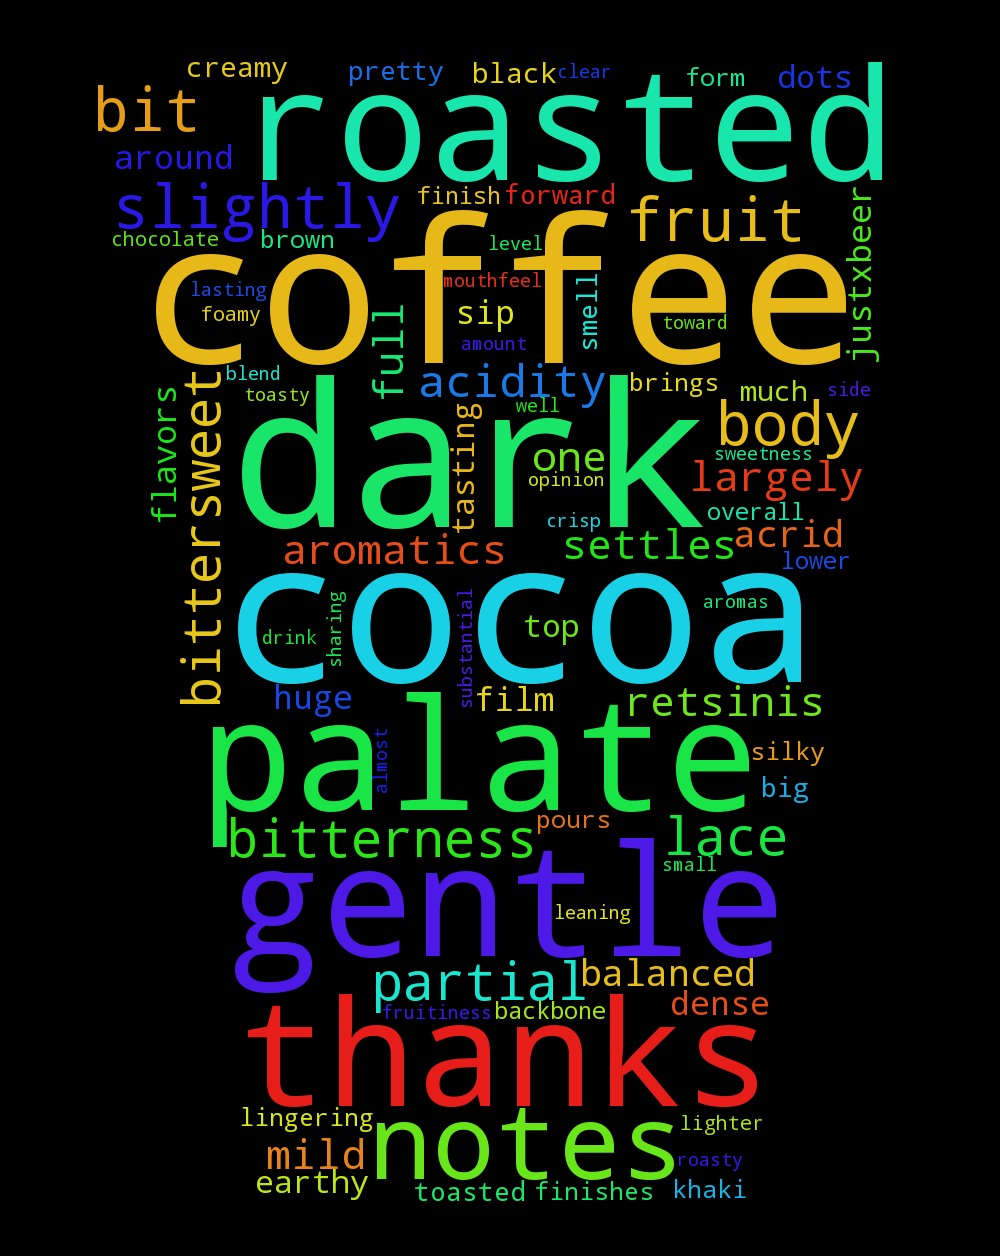 creamy pretty black clear form dots
bit roasted
around
slightly finish forward fruit justxbeer
chocolate brown level
coffee
lasting mouthfeel smell
foamy full sip toward
amount
blend acidity brings much side
toasty well body
flavors bittersweet dark tasting one sweetness
opinion largely
crisp overall
aromatics settles acrid
lower
cocoa
sharing substantial aromas
drink top
huge film retsinis
palate
almost silky
big
bitterness pours lace
small
gentle
leaning
partial balanced
fruitiness backbone dense
thanks
lingering notes lighter
mild roasty
earthy toasted finishes khaki